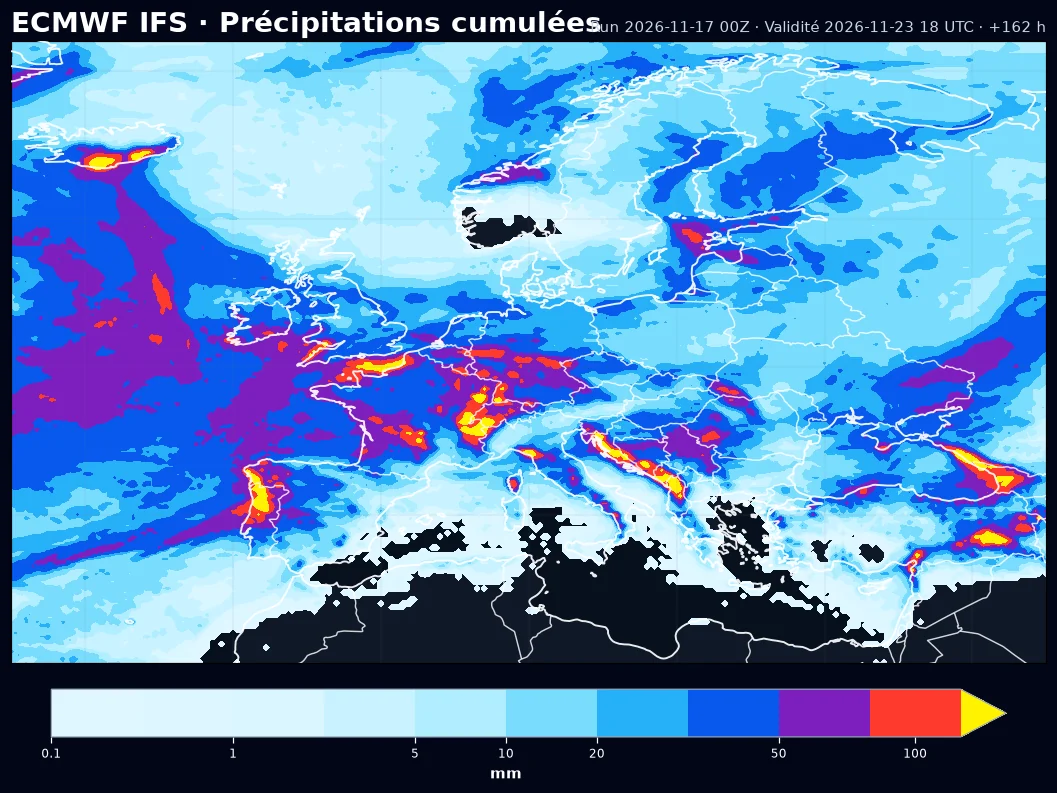 ECMWF IFS · Précipitations cumulées
Run 2026-11-17 00Z · Validité 2026-11-23 18 UTC · +162 h
0.1 1 5 10 20 50 100
mm